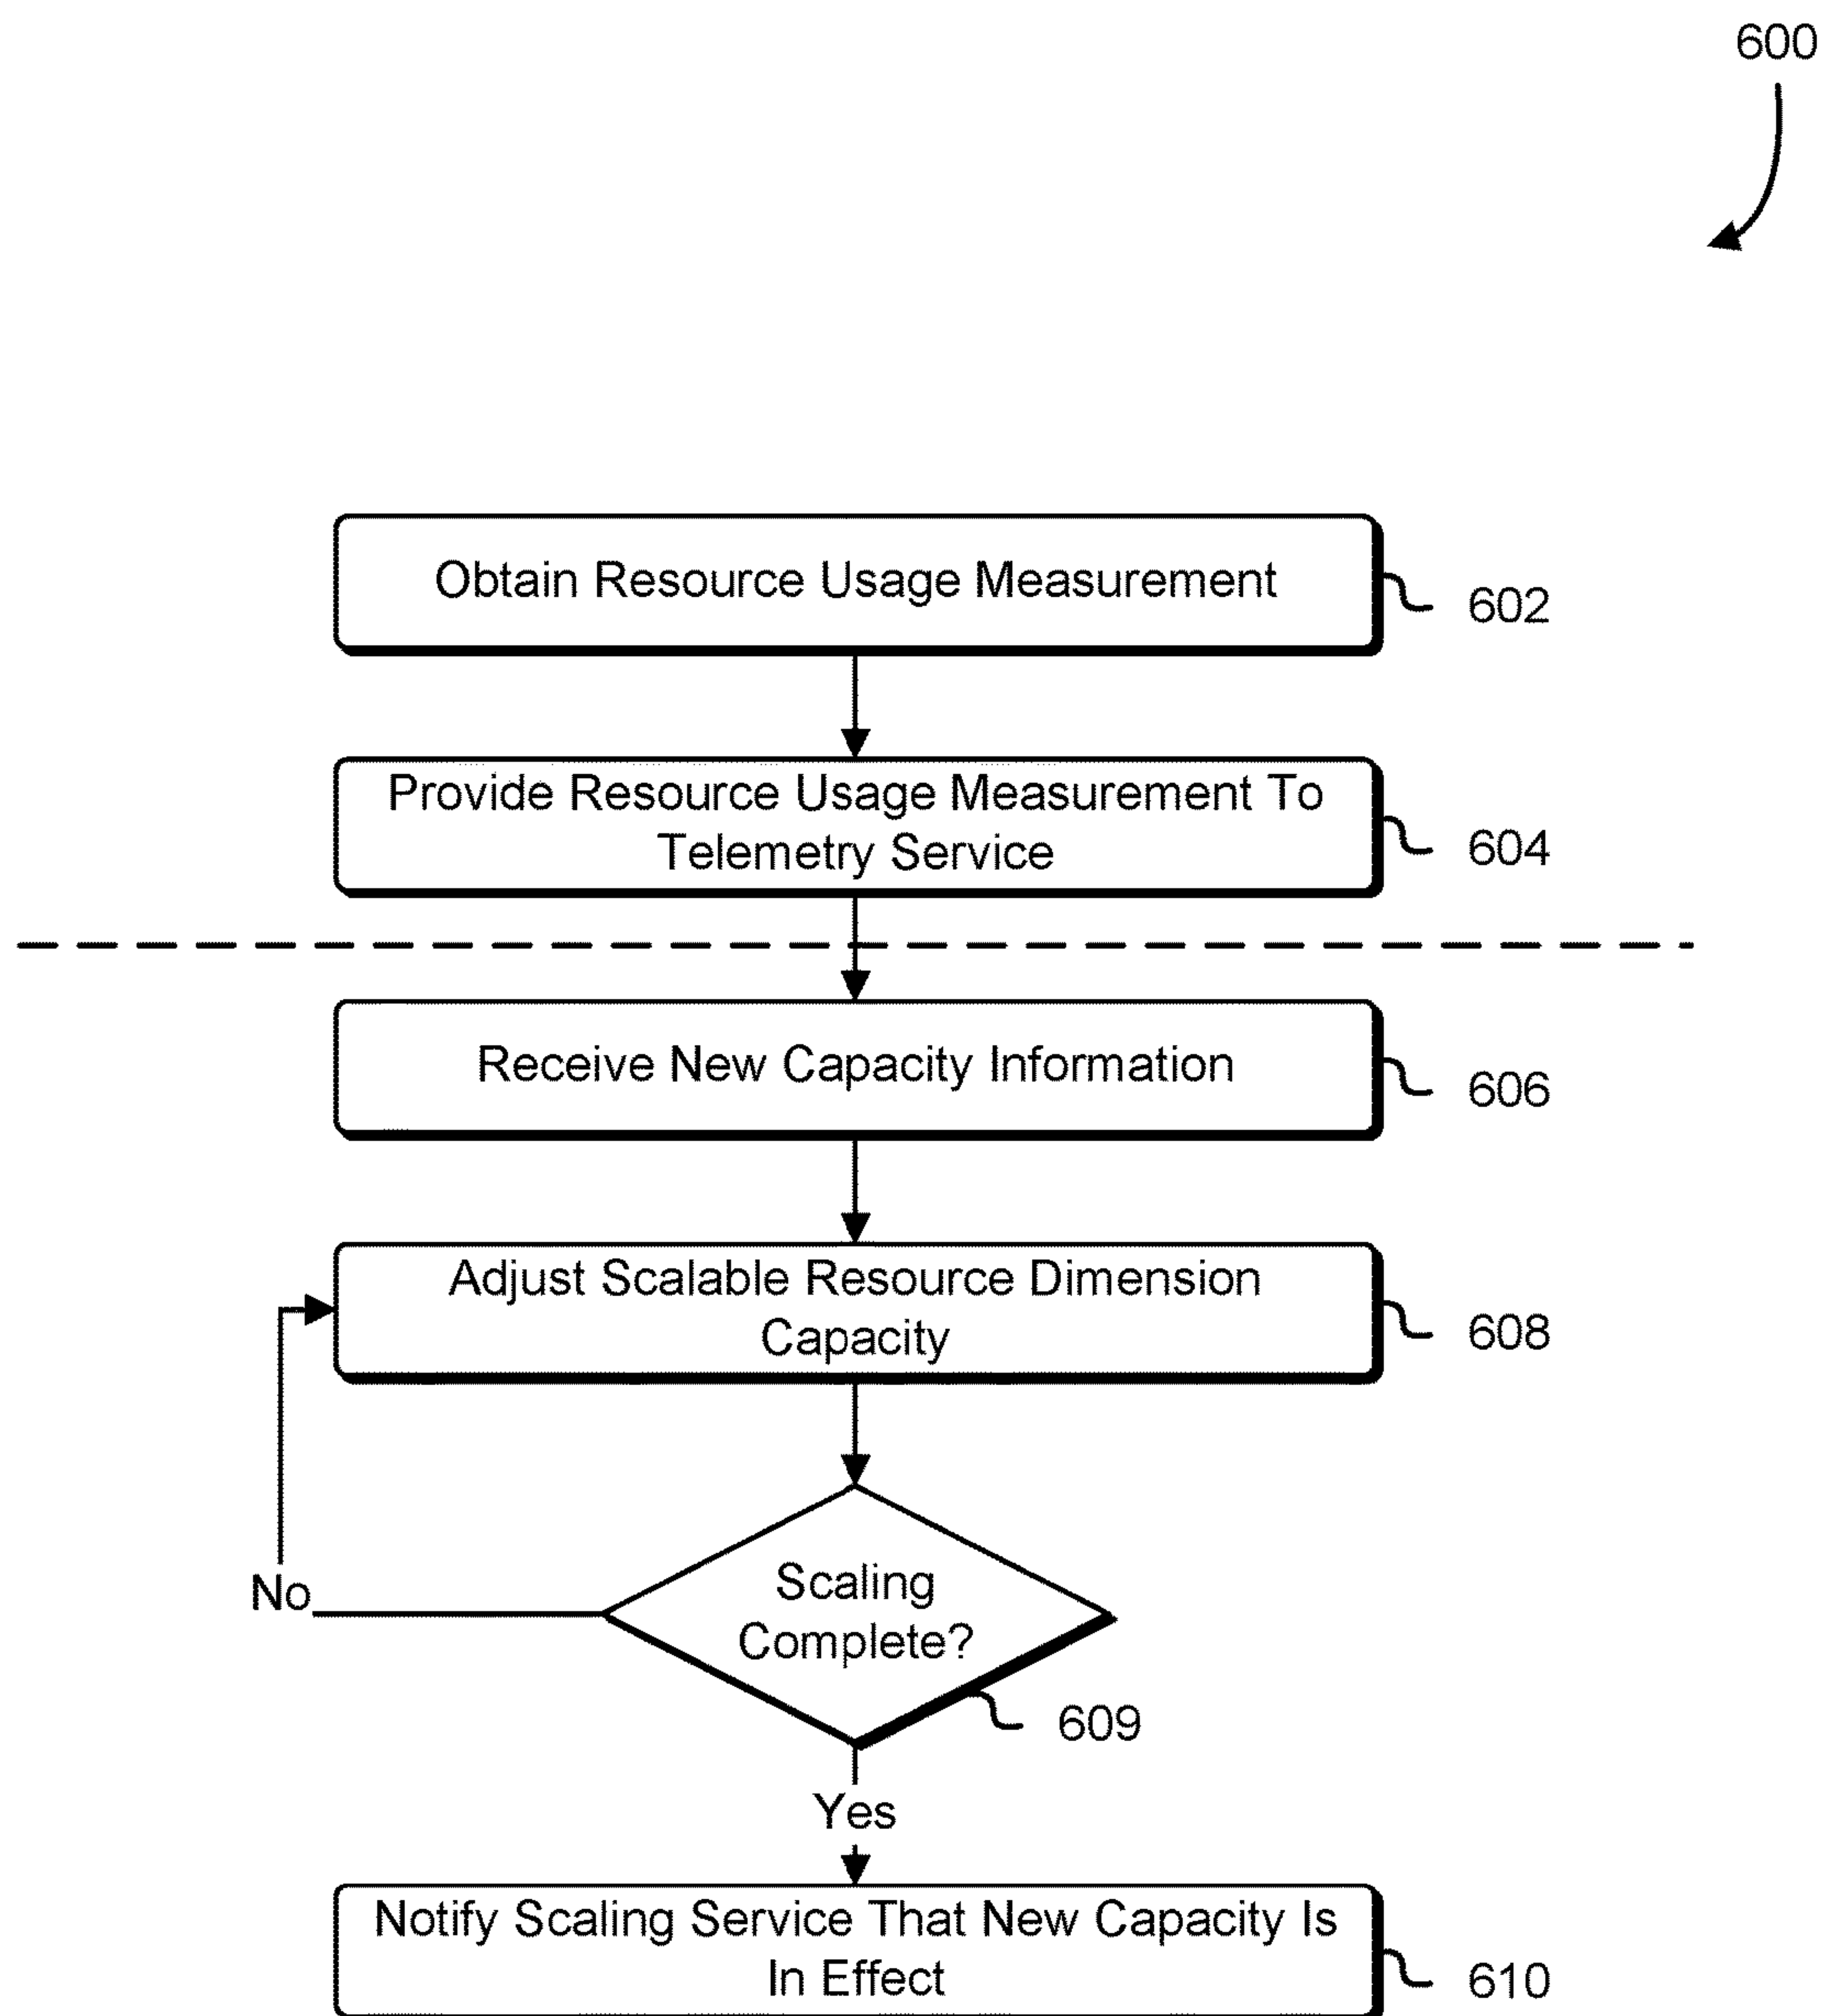 600
Obtain Resource Usage Measurement
602
Provide Resource Usage Measurement To
Telemetry Service
604
Receive New Capacity Information
606
Adjust Scalable Resource Dimension
Capacity
608
Scaling
Complete?
No
609
Yes
Notify Scaling Service That New Capacity Is
In Effect
610